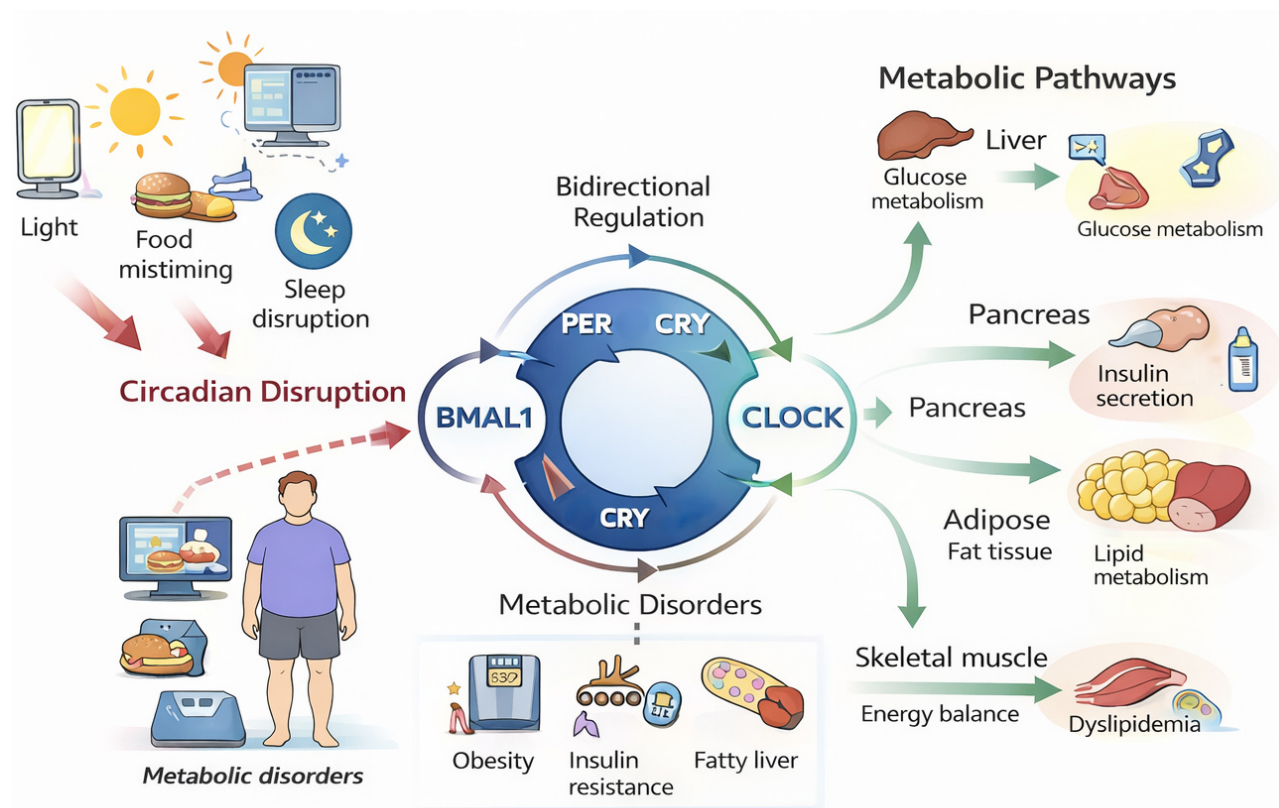 Metabolic Pathways
Liver
Glucose
metabolism
Glucose metabolism
Light
Food
mistiming
Sleep
disruption
Bidirectional
Regulation
Circadian Disruption
PER
CRY
BMAL1
CLOCK
CRY
Pancreas
Insulin
secretion
Pancreas
Adipose
Fat tissue
Lipid
metabolism
Skeletal muscle
Energy balance
Dyslipidemia
Metabolic Disorders
Obesity
Insulin
resistance
Fatty liver
Metabolic disorders